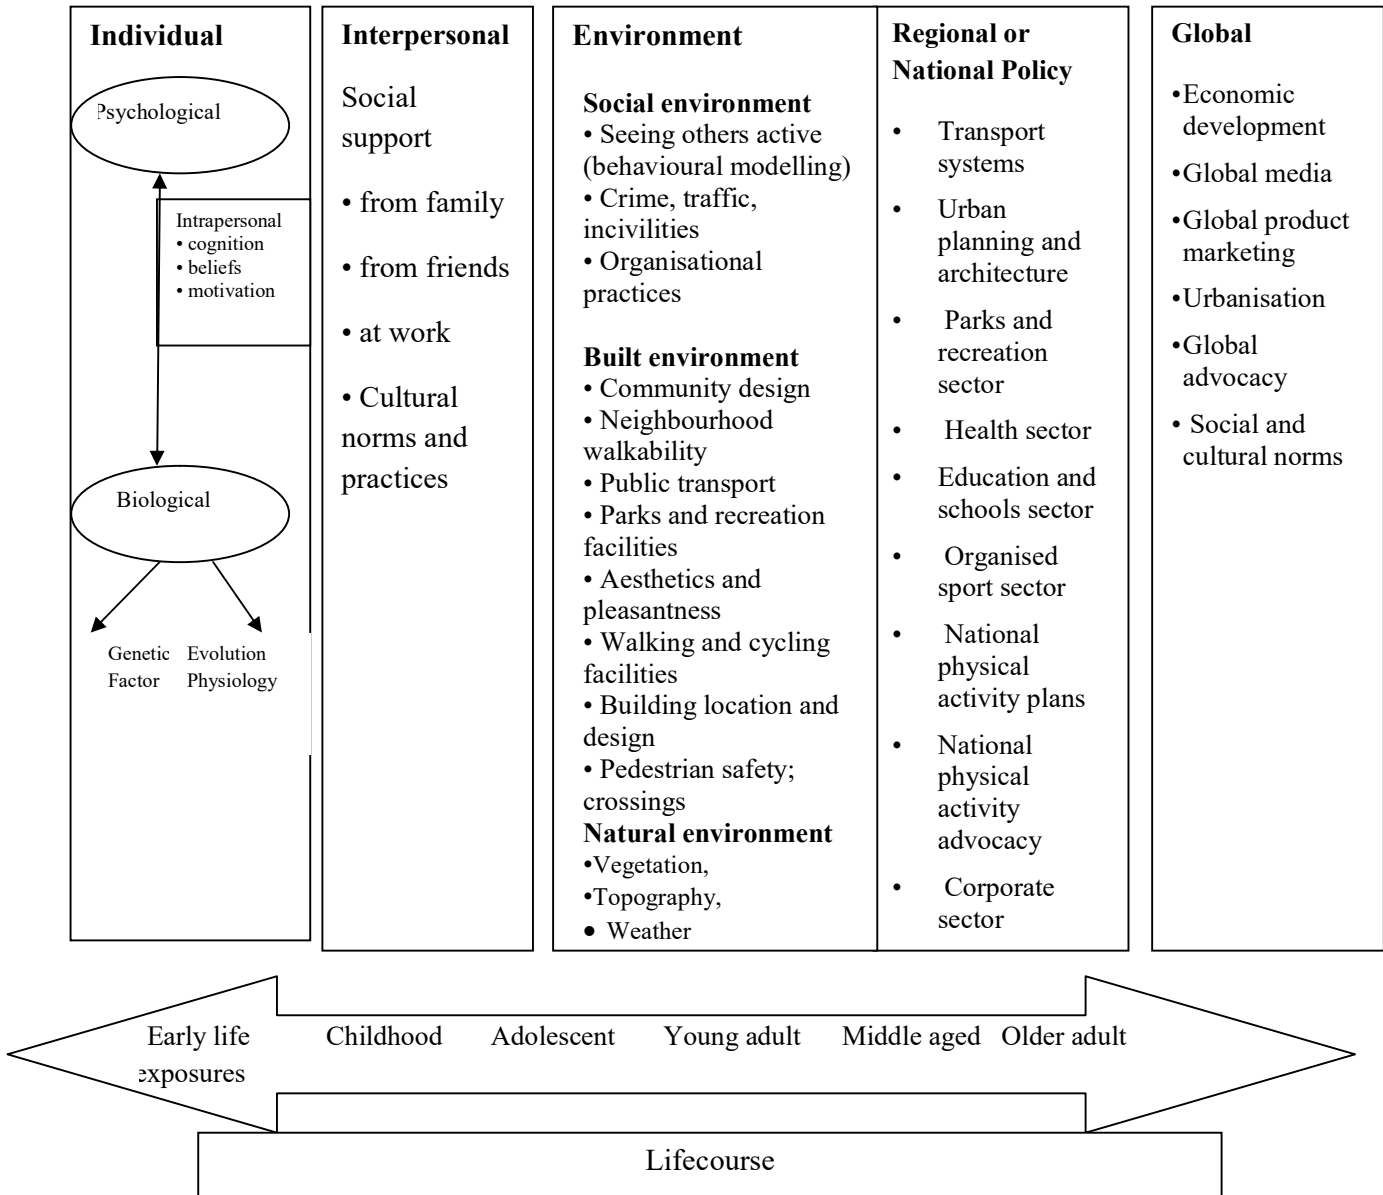 Individual
Psychological
Intrapersonal
• cognition
• beliefs
• motivation
Biological
Genetic
Factor
Evolution
Physiology
Interpersonal
Social
support
• from family
• from friends
• at work
• Cultural
norms and
practices
Environment
Social environment
• Seeing others active
(behavioural modelling)
• Crime, traffic,
incivilities
• Organisational
practices
Built environment
• Community design
• Neighbourhood
walkability
• Public transport
• Parks and recreation
facilities
• Aesthetics and
pleasantness
• Walking and cycling
facilities
• Building location and
design
• Pedestrian safety;
crossings
Natural environment
•Vegetation,
•Topography,
• Weather
Regional or
National Policy
• Transport
systems
• Urban
planning and
architecture
• Parks and
recreation
sector
• Health sector
• Education and
schools sector
• Organised
sport sector
• National
physical
activity plans
• National
physical
activity
advocacy
• Corporate
sector
Global
•Economic
development
•Global media
•Global product
marketing
•Urbanisation
•Global
advocacy
• Social and
cultural norms
Early life
exposures
Childhood
Adolescent
Young adult
Middle aged
Older adult
Lifecourse